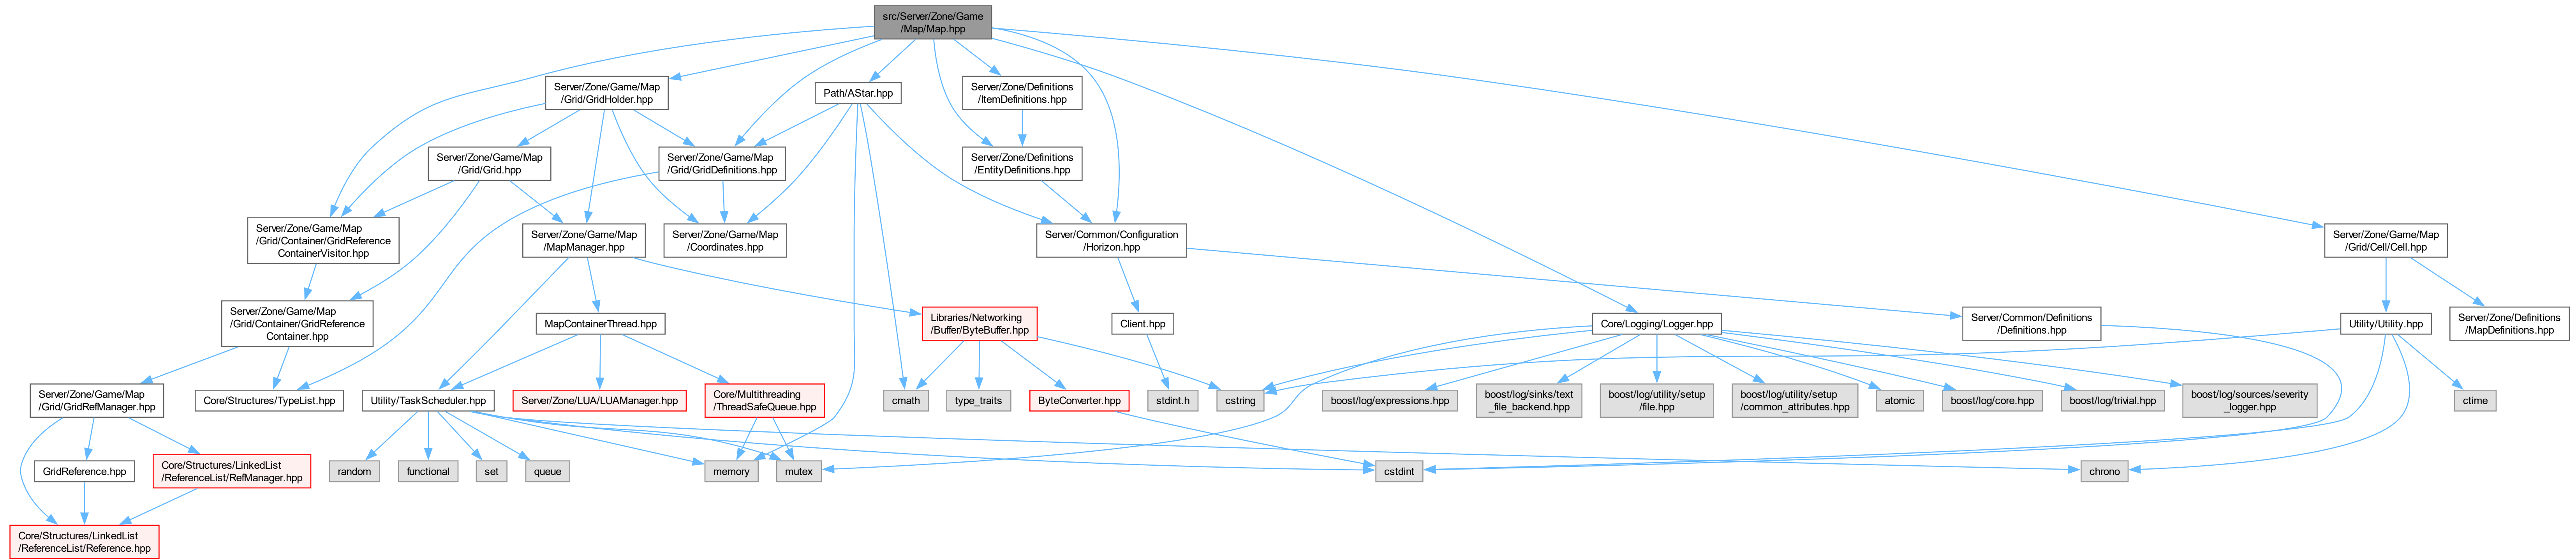 src/Server/Zone/Game
/Map/Map.hpp
Server/Zone/Game/Map
/Grid/GridHolder.hpp
Path/AStar.hpp
Server/Zone/Definitions
/ItemDefinitions.hpp
Server/Zone/Game/Map
/Grid/Grid.hpp
Server/Zone/Game/Map
/Grid/GridDefinitions.hpp
Server/Zone/Definitions
/EntityDefinitions.hpp
Server/Zone/Game/Map
/Grid/Container/GridReference
ContainerVisitor.hpp
Server/Zone/Game/Map
/MapManager.hpp
Server/Zone/Game/Map
/Coordinates.hpp
Server/Common/Configuration
/Horizon.hpp
Server/Zone/Game/Map
/Grid/Cell/Cell.hpp
Server/Zone/Game/Map
/Grid/Container/GridReference
Container.hpp
MapContainerThread.hpp
Libraries/Networking
/Buffer/ByteBuffer.hpp
Client.hpp
Core/Logging/Logger.hpp
Server/Common/Definitions
/Definitions.hpp
Utility/Utility.hpp
Server/Zone/Definitions
/MapDefinitions.hpp
Server/Zone/Game/Map
/Grid/GridRefManager.hpp
Core/Structures/TypeList.hpp
Utility/TaskScheduler.hpp
Server/Zone/LUA/LUAManager.hpp
Core/Multithreading
/ThreadSafeQueue.hpp
cmath
type_traits
ByteConverter.hpp
stdint.h
cstring
boost/log/expressions.hpp
boost/log/sinks/text
_file_backend.hpp
boost/log/utility/setup
/file.hpp
boost/log/utility/setup
/common_attributes.hpp
atomic
boost/log/core.hpp
boost/log/trivial.hpp
boost/log/sources/severity
_logger.hpp
ctime
GridReference.hpp
Core/Structures/LinkedList
/ReferenceList/RefManager.hpp
random
functional
set
queue
memory
mutex
cstdint
chrono
Core/Structures/LinkedList
/ReferenceList/Reference.hpp